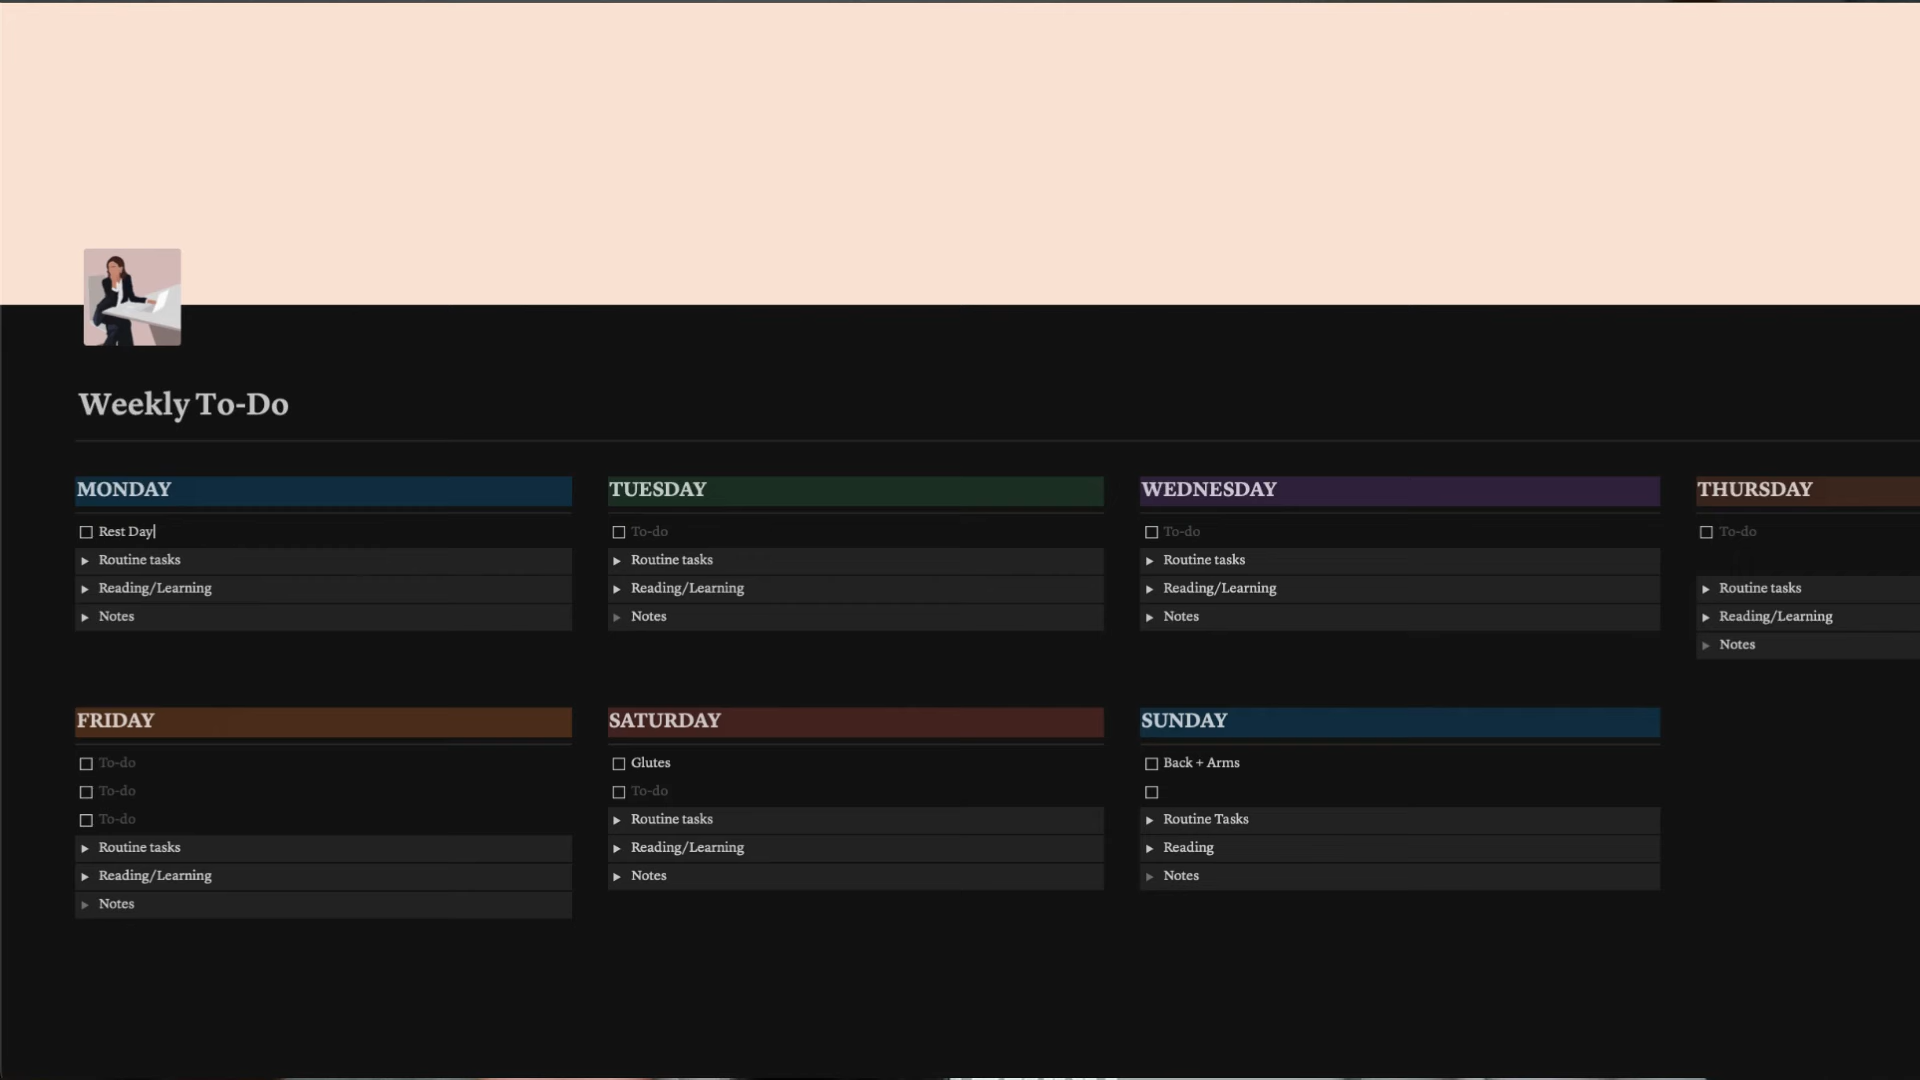 Weekly To-Do
MONDAY
Rest Day
Routine tasks
Reading/Learning
Notes
TUESDAY
To-do
Routine tasks
Reading/Learning
Notes
WEDNESDAY
To-do
Routine tasks
Reading/Learning
Notes
THURSDAY
To-do
Routine tasks
Reading/Learning
Notes
FRIDAY
To-do
To-do
To-do
Routine tasks
Reading/Learning
Notes
SATURDAY
Glutes
To-do
Routine tasks
Reading/Learning
Notes
SUNDAY
Back + Arms
Routine Tasks
Reading
Notes